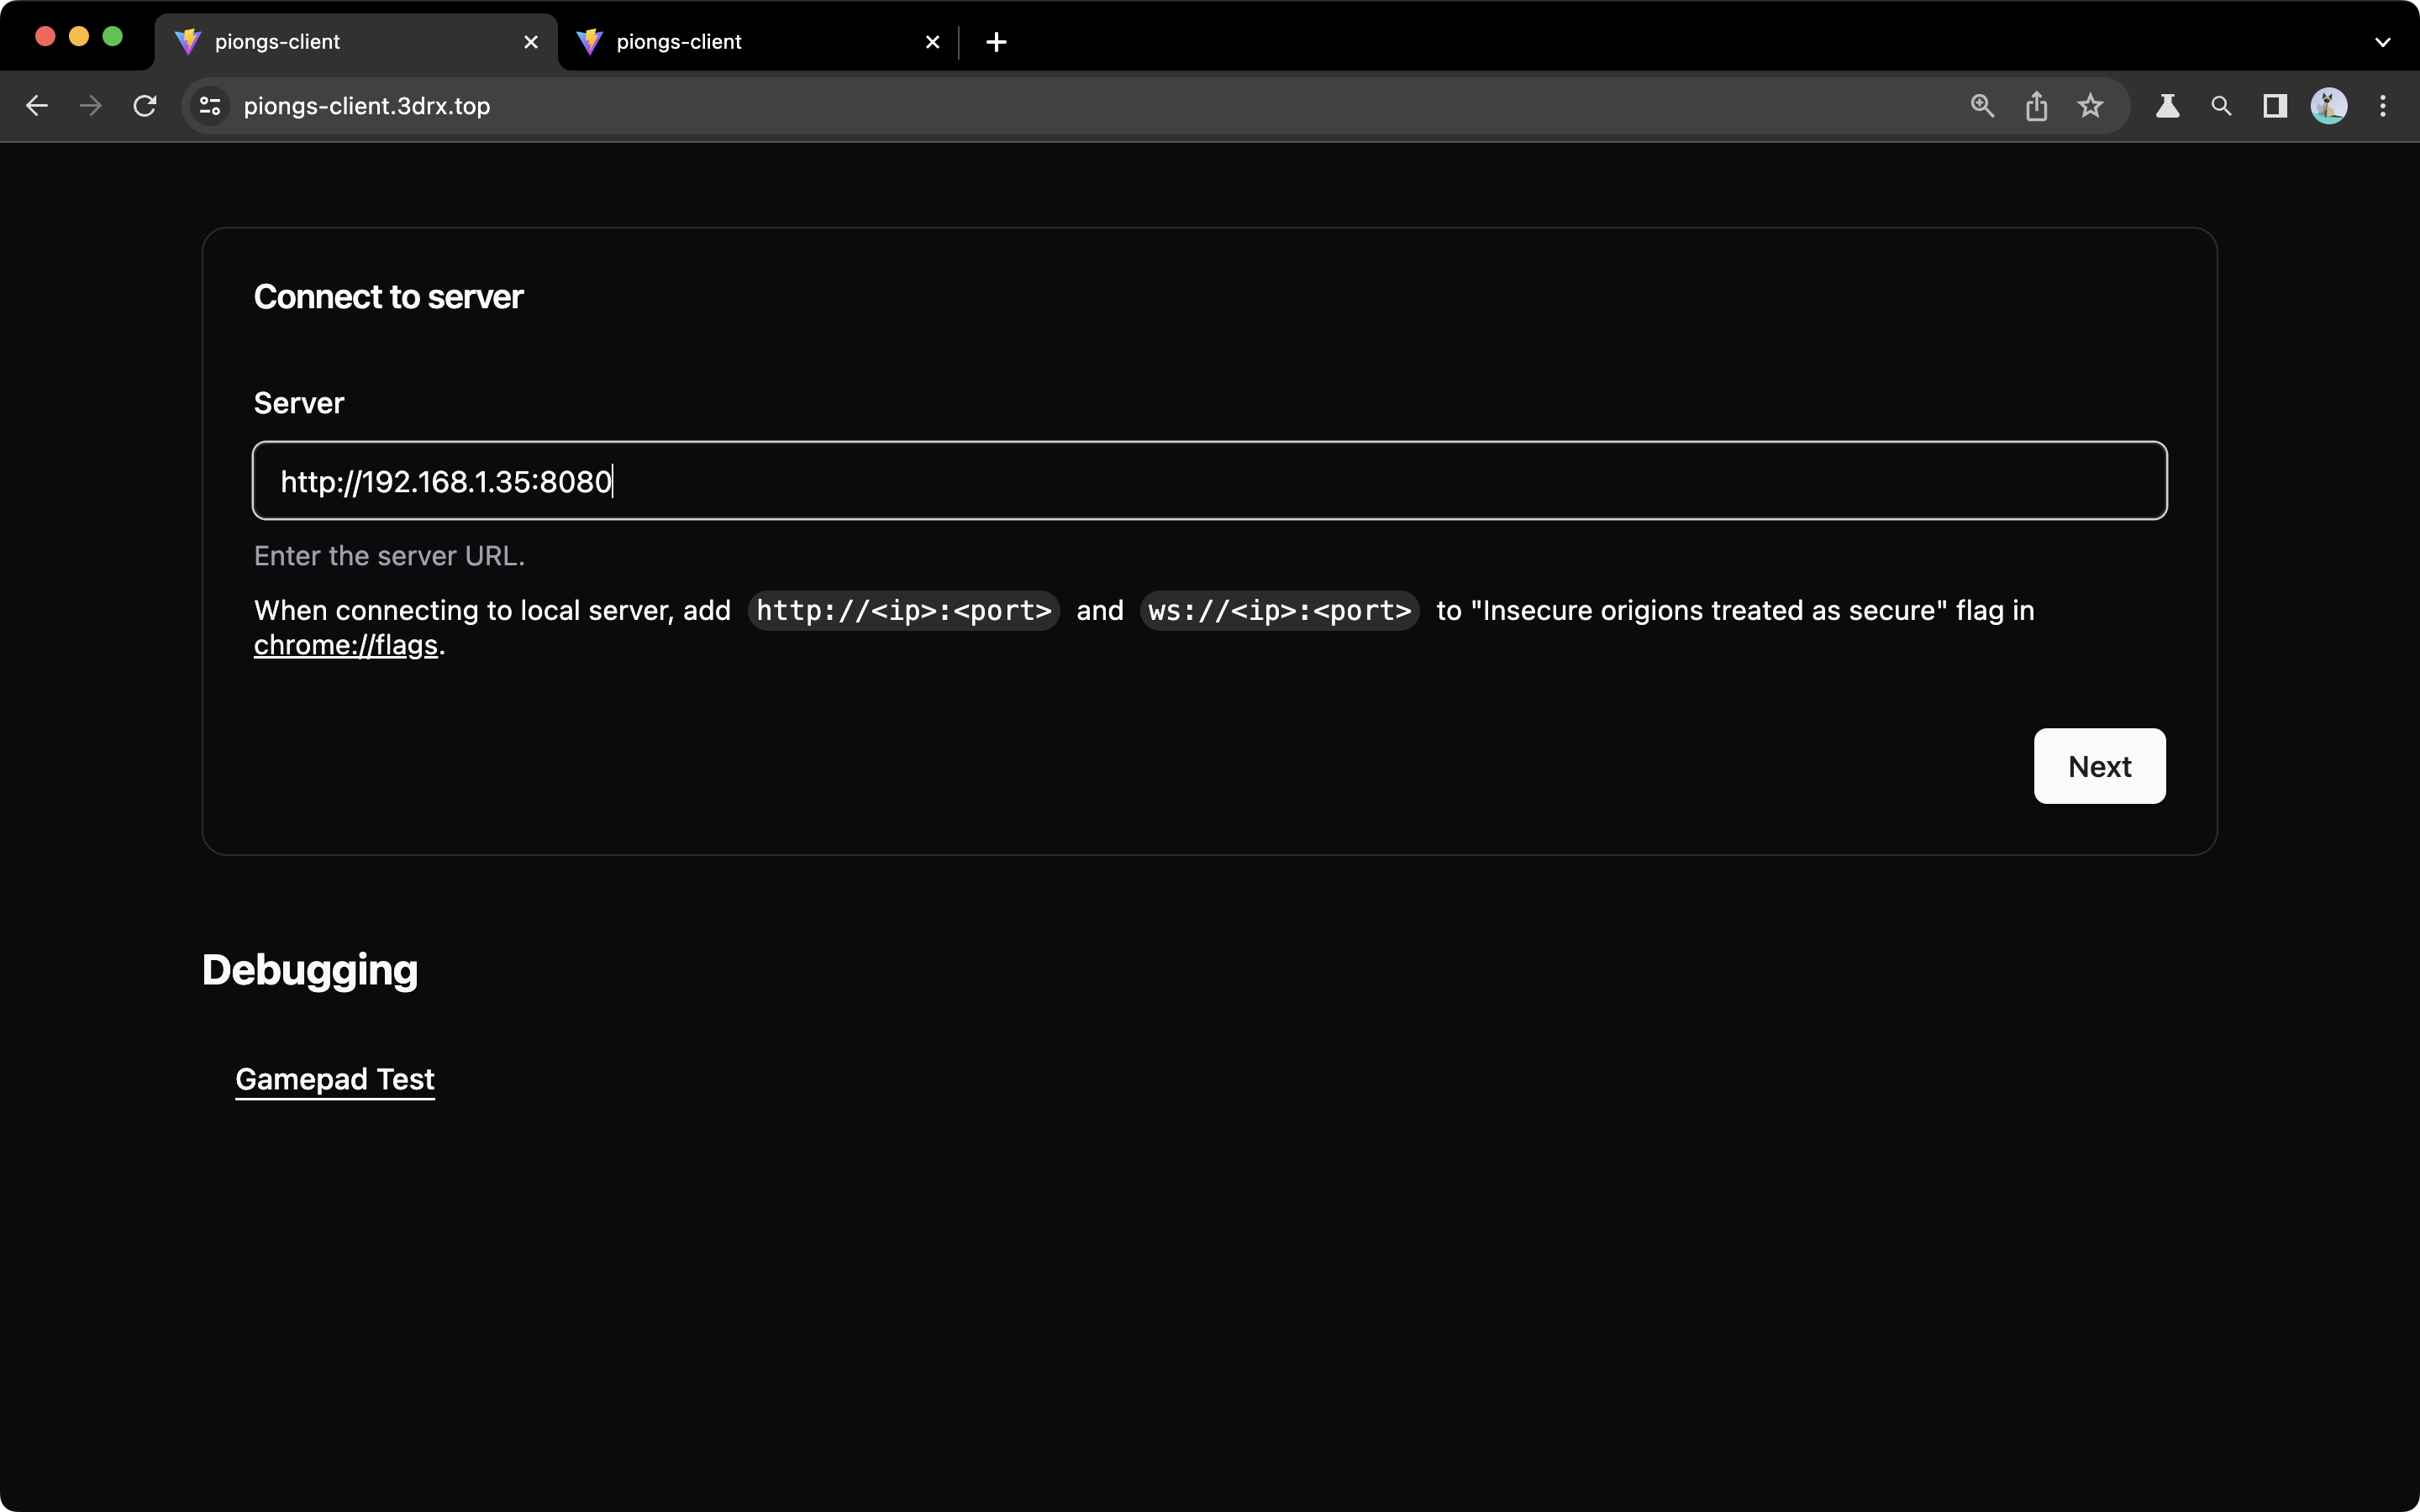 piongs-client
piongs-client
piongs-client.3drx.top
Connect to server
Server
http://192.168.1.35:8080
Enter the server URL.
When connecting to local server, add http://<ip>:<port> and ws://<ip>:<port> to "Insecure origions treated as secure" flag in
chrome://flags.
Next
Debugging
Gamepad Test